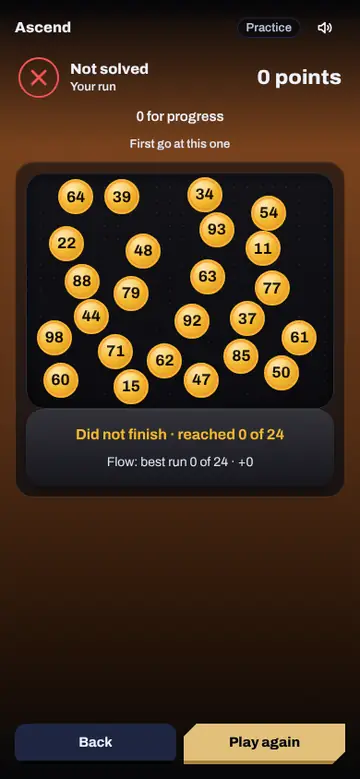 Ascend
Practice
Not solved
Your run
0 points
0 for progress
First go at this one
64 39 34
54
93
22 48 11
88 79 63 77
44 92 37
98 71 62 85 61
60 15 47 50
Did not finish · reached 0 of 24
Flow: best run 0 of 24 · +0
Back
Play again